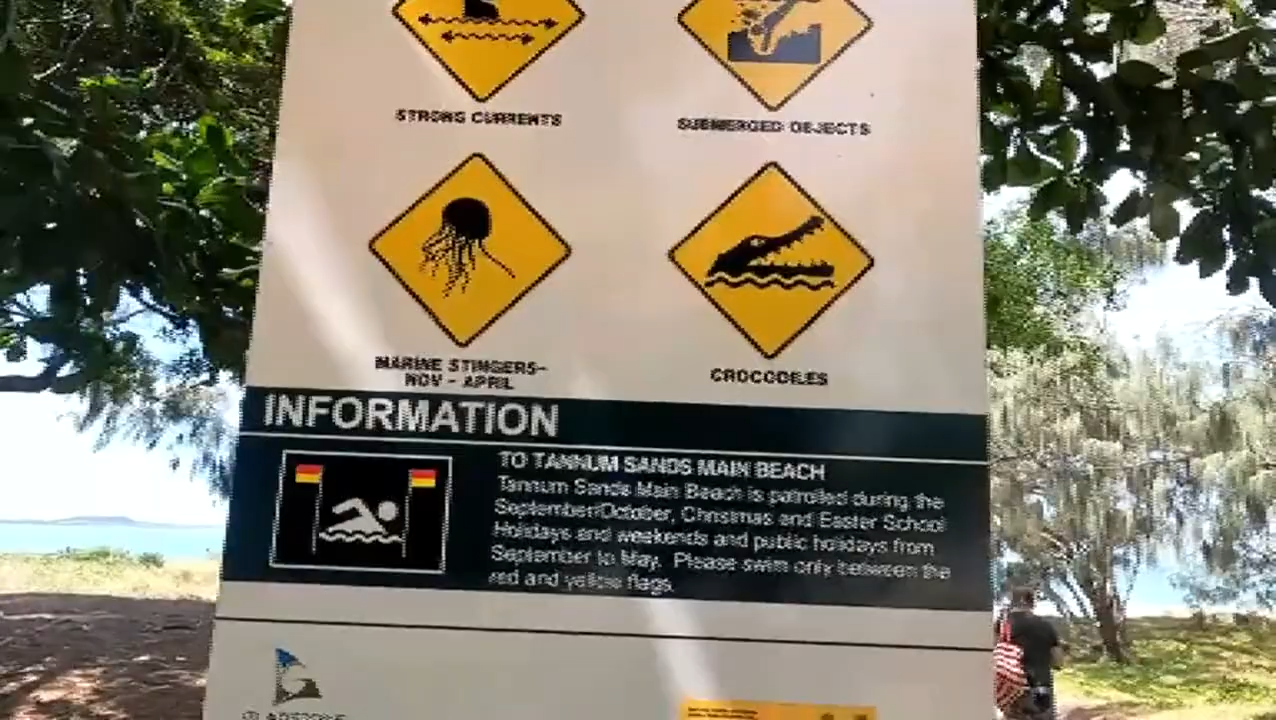 STRONG CURRENTS
SUBMERGED OBJECTS
MARINE STINGERS-
NOV - APRIL
CROCODILES
INFORMATION
TO TANNUM SANDS MAIN BEACH
Tannum Sands Main Beach is patrolled during the
September/October, Christmas and Easter School
Holidays and weekends and public holidays from
September to May. Please swim only between the
red and yellow flags.